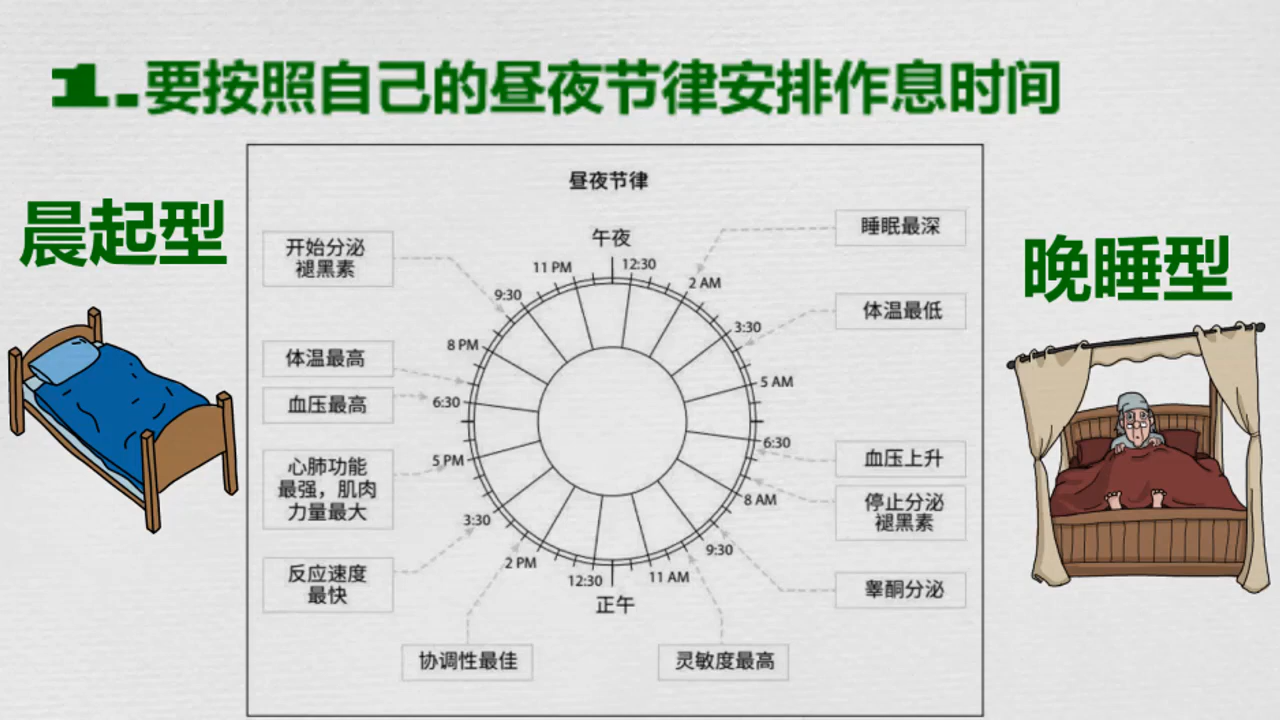 1.要按照自己的昼夜节律安排作息时间
晨起型
晚睡型
昼夜节律
午夜
12:30
2 AM
3:30
5 AM
6:30
8 AM
9:30
11 AM
正午
12:30
2 PM
3:30
5 PM
6:30
8 PM
9:30
11 PM
睡眠最深
体温最低
血压上升
停止分泌
褪黑素
睾酮分泌
灵敏度最高
协调性最佳
反应速度
最快
心肺功能
最强，肌肉
力量最大
血压最高
体温最高
开始分泌
褪黑素